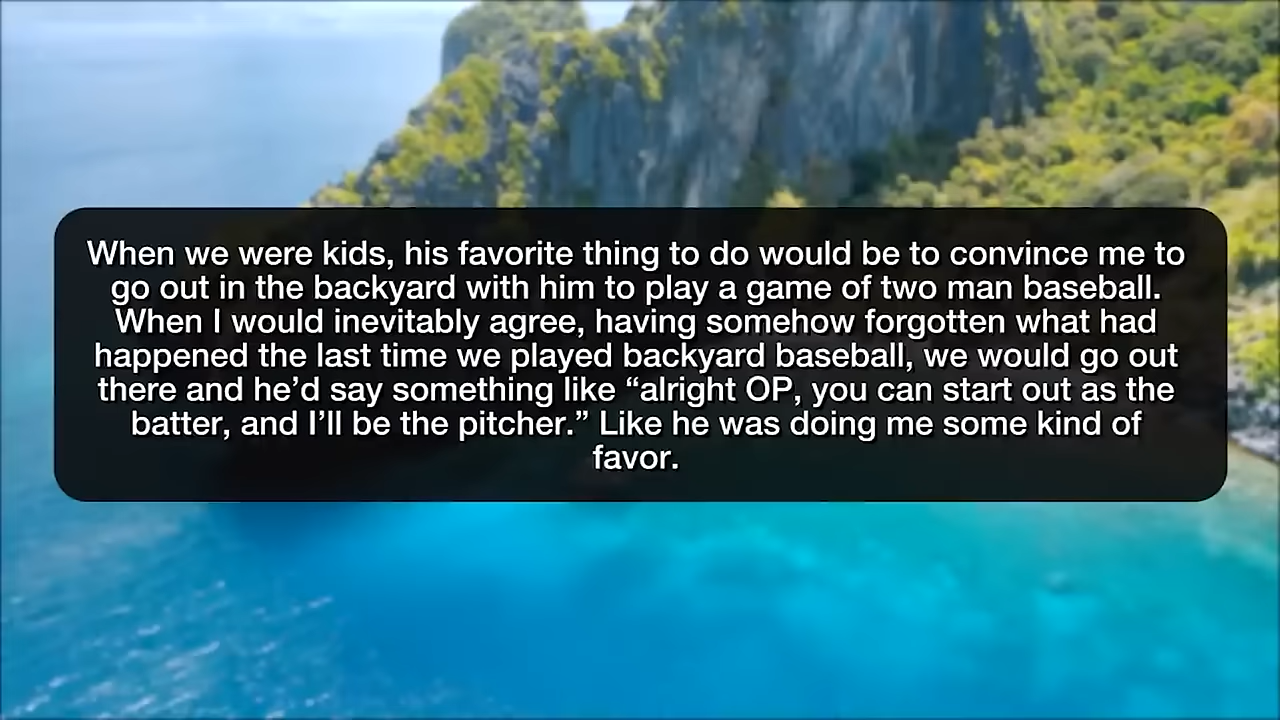 When we were kids, his favorite thing to do would be to convince me to
go out in the backyard with him to play a game of two man baseball.
When I would inevitably agree, having somehow forgotten what had
happened the last time we played backyard baseball, we would go out
there and he’d say something like “alright OP, you can start out as the
batter, and I’ll be the pitcher.” Like he was doing me some kind of
favor.